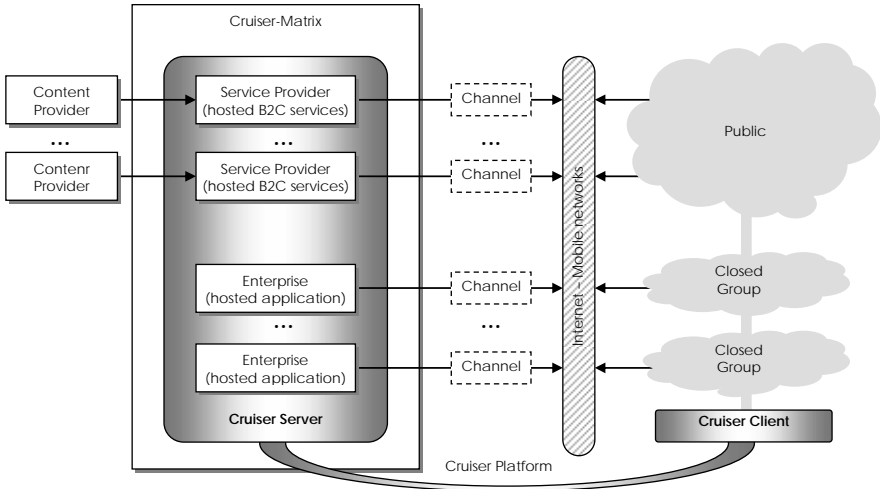 Cruiser-Matrix
Content
Provider
...
Contenr
Provider
Service Provider
(hosted B2C services)
...
Service Provider
(hosted B2C services)
Enterprise
(hosted application)
...
Enterprise
(hosted application)
Cruiser Server
Channel
...
Channel
Channel
...
Channel
Internet – Mobile networks
Public
Closed
Group
Closed
Group
Cruiser Client
Cruiser Platform